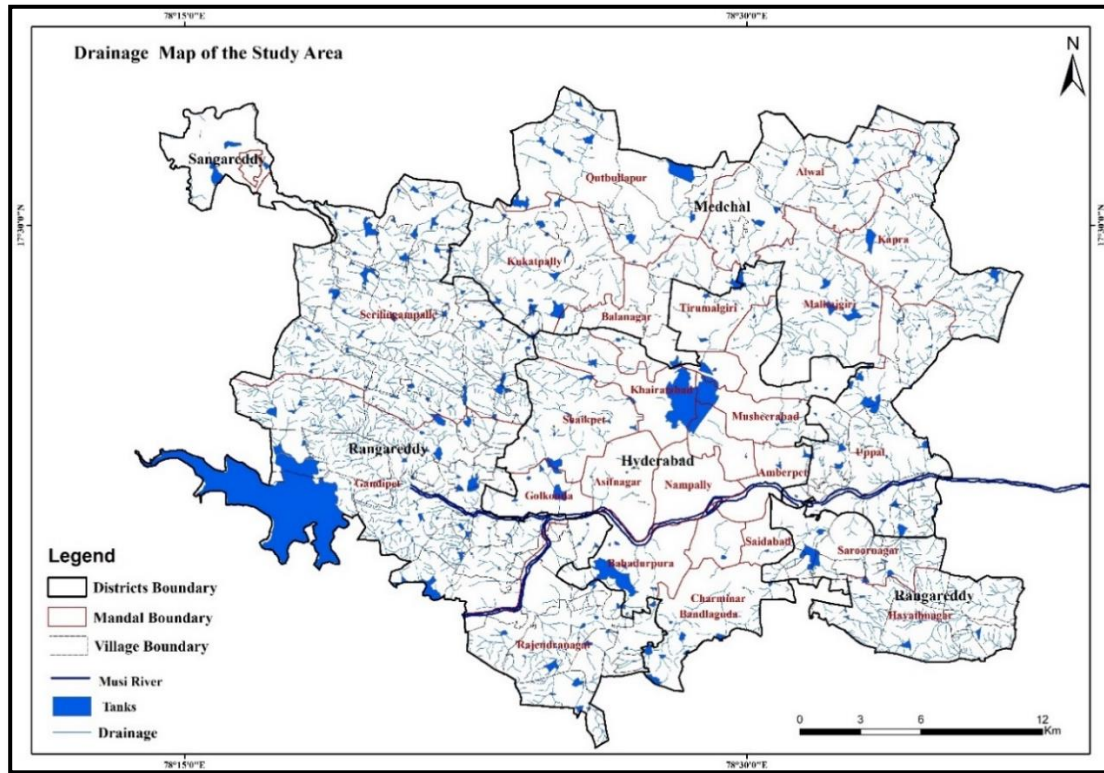 78°15'0"E
78°30'0"E
Drainage Map of the Study Area
N
Sangareddy
Qutbullapur
Alwal
Medchal
17°30'0"N
17°30'0"N
Kapra
Kukatpally
Serilingampally
Balanagar
Tirumalgiri
Malkajgiri
Khairatabad
Shaikpet
Musheerabad
Rangareddy
Hyderabad
Uppal
Gandipet
Golkonda
Asifnagar
Nampally
Amberpet
Saidabad
Saroornagar
Bahadurpura
Charminar
Bandlaguda
Rangareddy
Hayathnagar
Rajendranagar
Legend
Districts Boundary
Mandal Boundary
Village Boundary
Musi River
Tanks
Drainage
0 3 6 12
Km
78°15'0"E
78°30'0"E